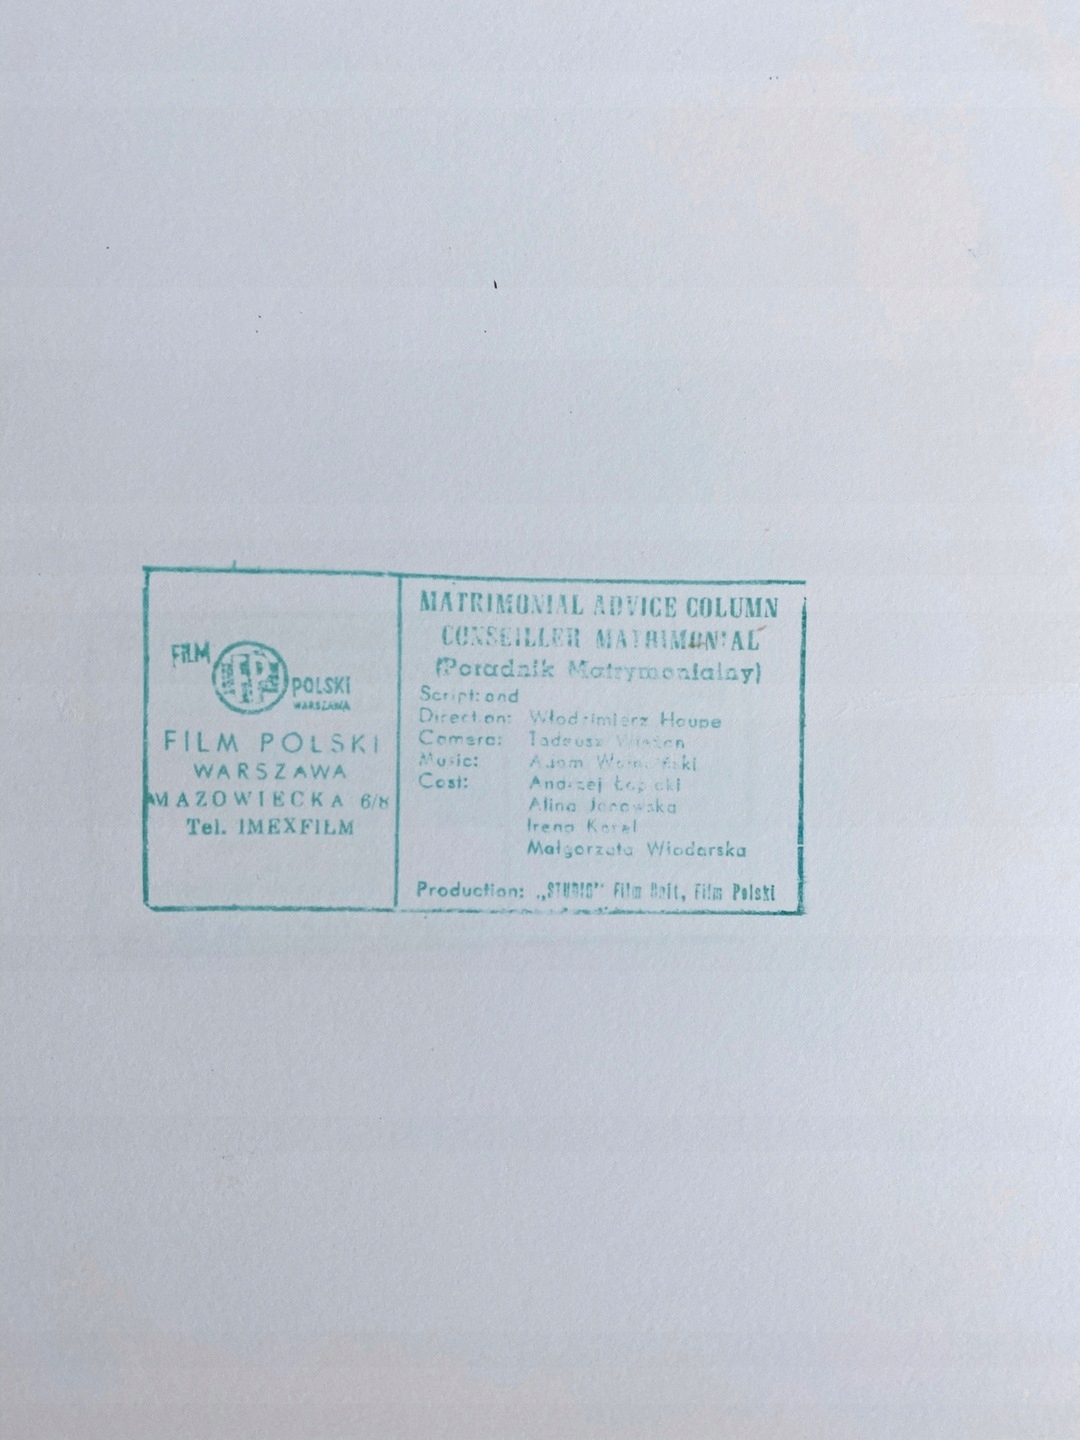 FILM
FP
POLSKI
WARSZAWA
FILM POLSKI
WARSZAWA
MAZOWIECKA 6/8
Tel. IMEXFILM
MATRIMONIAL ADVICE COLUMN
CONSEILLER MATRIMONIAL
(Poradnik Matrymonialny)
Script and
Direction: Włodzimierz Haupe
Camera: Tadeusz
Music: Adam
Cast: Andrzej Łapicki
Alina Janowska
Irena Karel
Małgorzata Włodarska
Production: „STUDIO" Film Unit, Film Polski